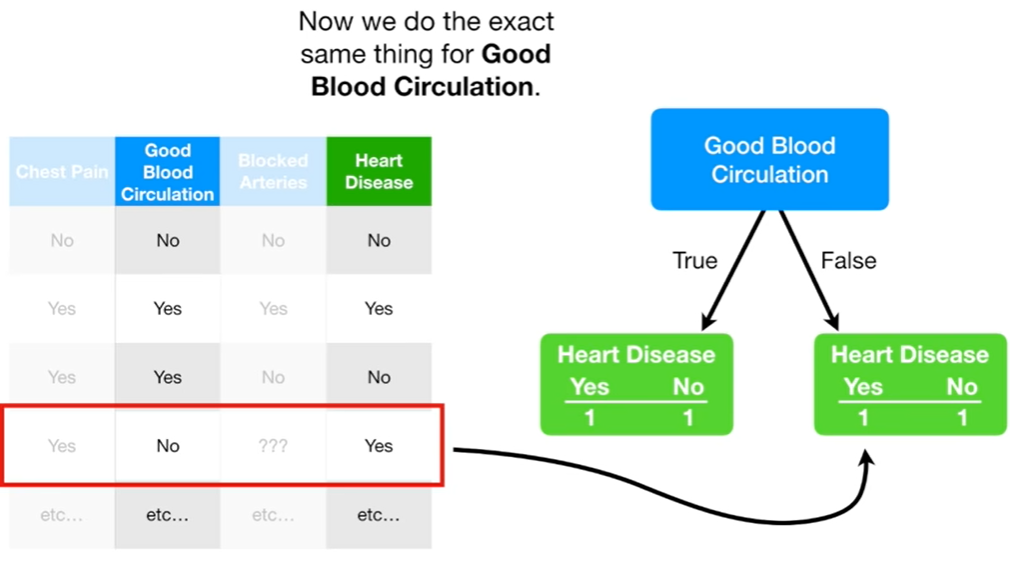 Now we do the exact
same thing for Good
Blood Circulation.
Chest Pain
Good
Blood
Circulation
Blocked
Arteries
Heart
Disease
No No No No
Yes Yes Yes Yes
Yes Yes No No
Yes No ??? Yes
etc... etc... etc... etc...
Good Blood
Circulation
True
False
Heart Disease
Yes No
1 1
Heart Disease
Yes No
1 1